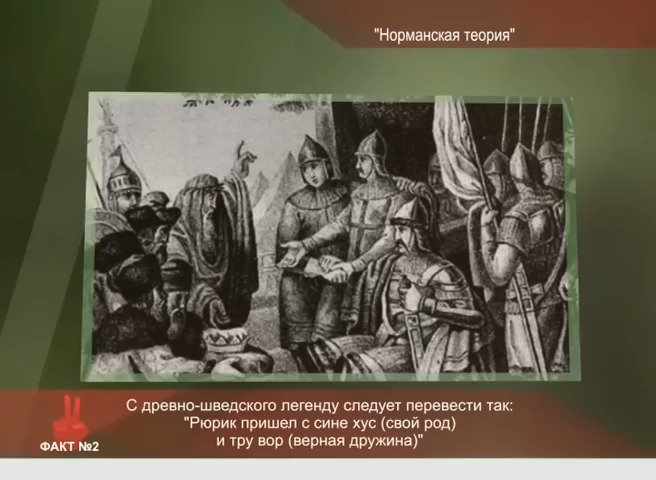 "Норманская теория"
С древно-шведского легенду следует перевести так:
"Рюрик пришел с сине хус (свой род)
и тру вор (верная дружина)"
ФАКТ №2